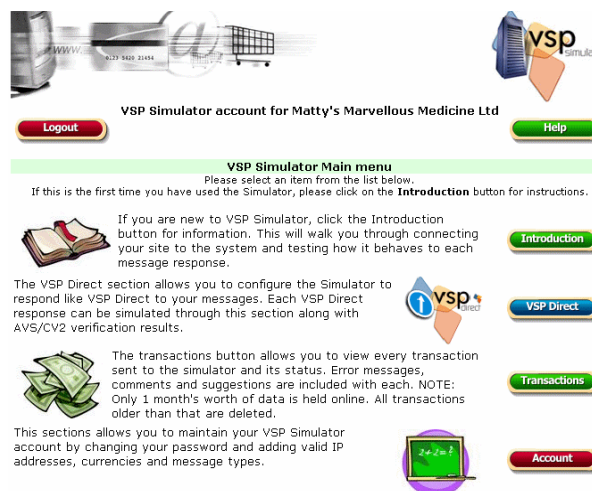 www.
@
0123 5420 21454
vsp
simula
VSP Simulator account for Matty's Marvellous Medicine Ltd
Logout
Help
VSP Simulator Main menu
Please select an item from the list below.
If this is the first time you have used the Simulator, please click on the Introduction button for instructions.
If you are new to VSP Simulator, click the Introduction
button for information. This will walk you through connecting
your site to the system and testing how it behaves to each
message response.
Introduction
The VSP Direct section allows you to configure the Simulator to
respond like VSP Direct to your messages. Each VSP Direct
response can be simulated through this section along with
AVS/CV2 verification results.
vsp
direct
VSP Direct
The transactions button allows you to view every transaction
sent to the simulator and its status. Error messages,
comments and suggestions are included with each. NOTE:
Only 1 month's worth of data is held online. All transactions
older than that are deleted.
Transactions
This sections allows you to maintain your VSP Simulator
account by changing your password and adding valid IP
addresses, currencies and message types.
2+2=?
Account